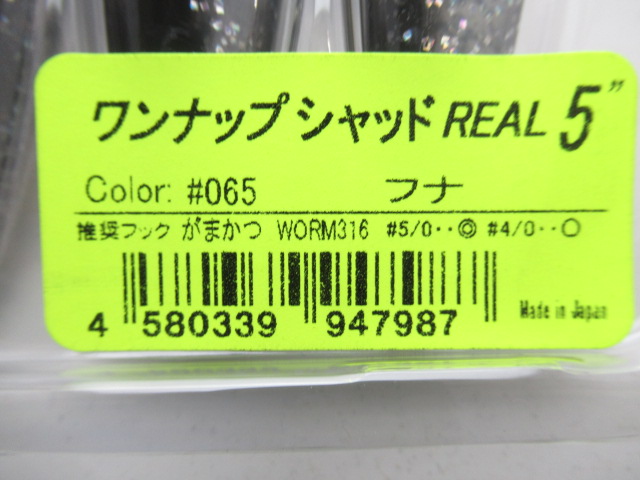 ワンナップシャッド REAL 5"
Color: #065 フナ
推奨フック がまかつ WORM316 #5/0‥◎ #4/0‥○
4 580339 947987
Made in Japan